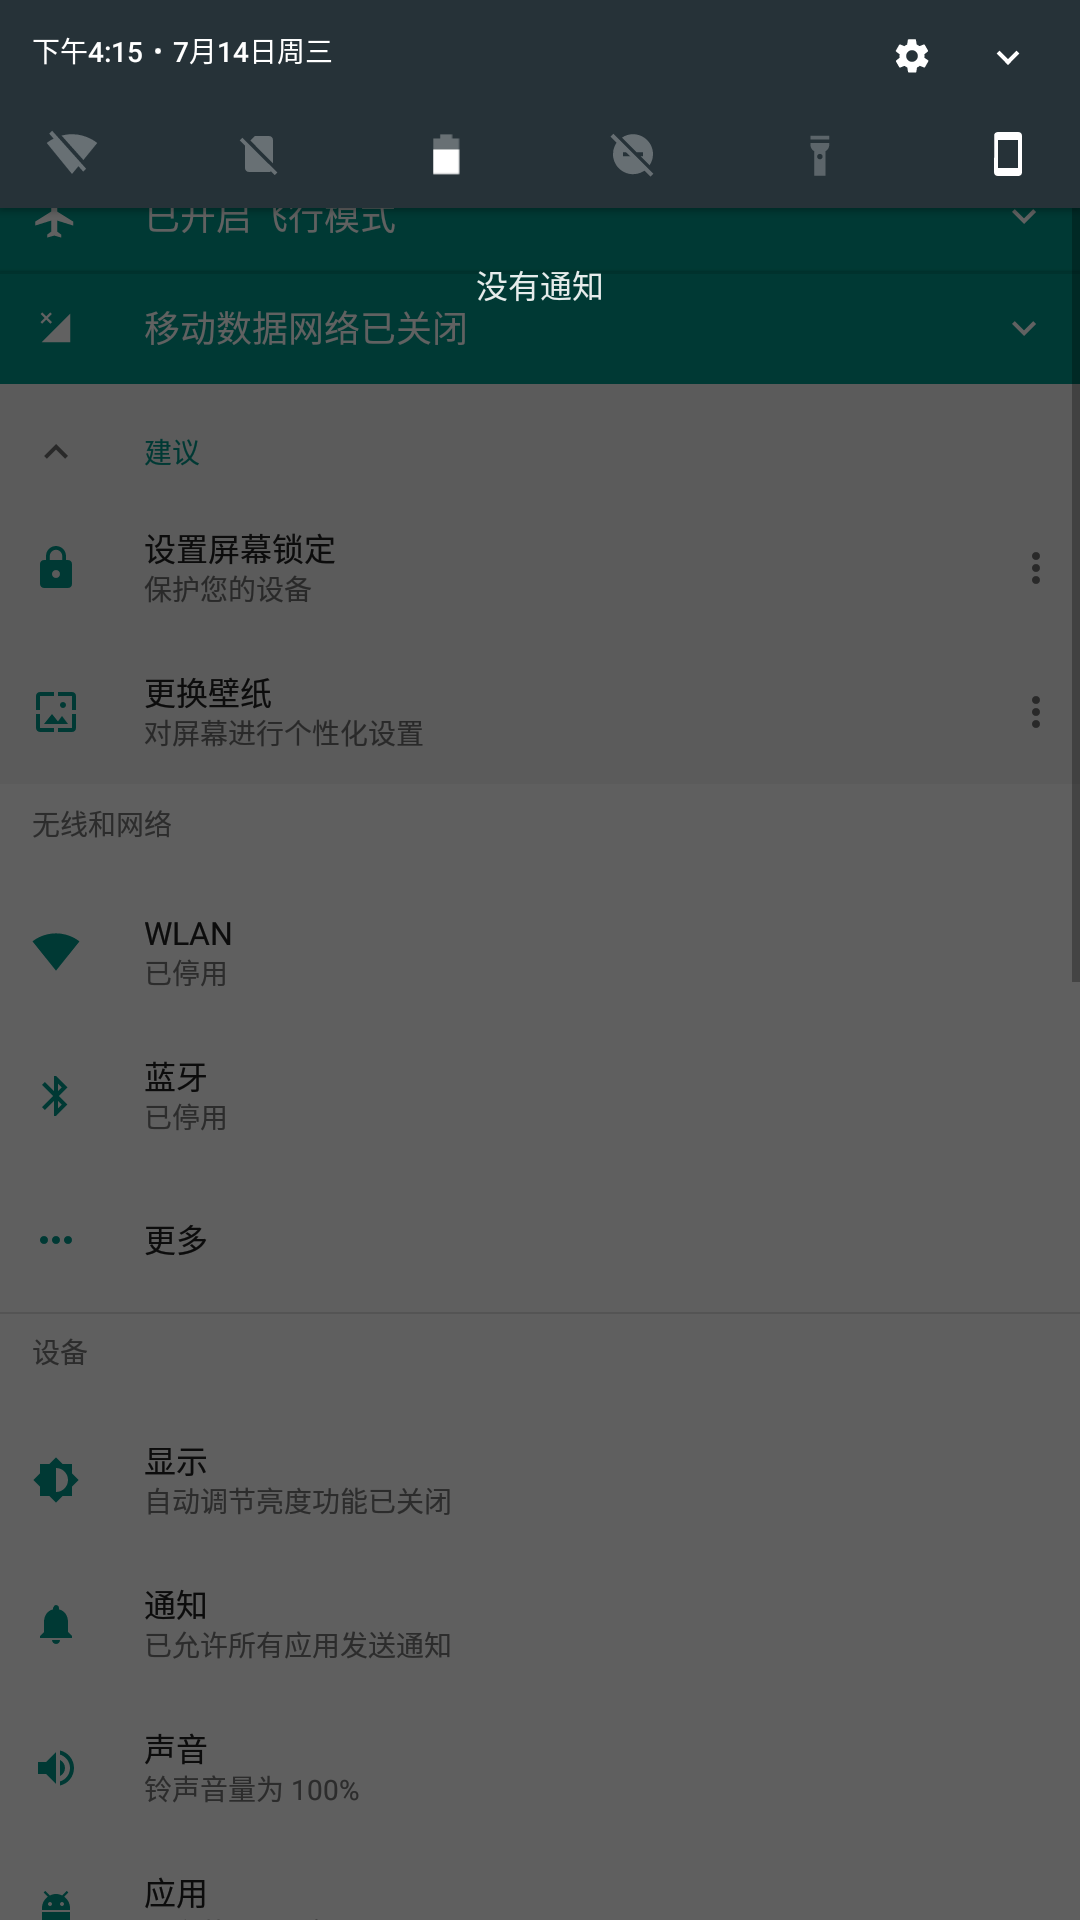 下午4:15 • 7月14日周三
已开启飞行模式
没有通知
移动数据网络已关闭
建议
设置屏幕锁定
保护您的设备
更换壁纸
对屏幕进行个性化设置
无线和网络
WLAN
已停用
蓝牙
已停用
更多
设备
显示
自动调节亮度功能已关闭
通知
已允许所有应用发送通知
声音
铃声音量为 100%
应用